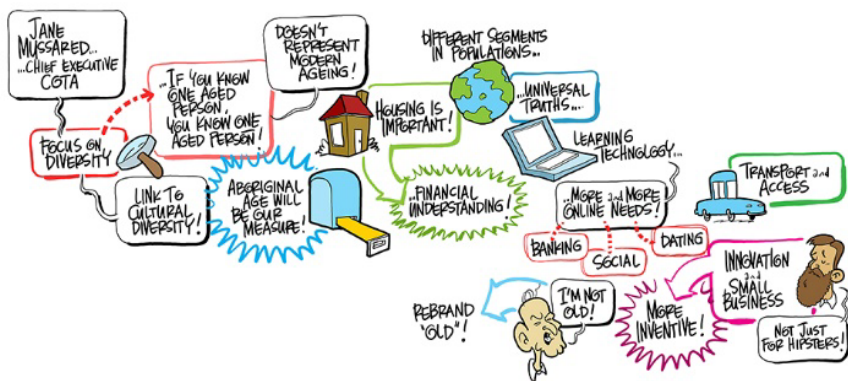 JANE
MUSSARED...
...CHIEF EXECUTIVE
COTA
FOCUS ON
DIVERSITY
...IF YOU KNOW
ONE AGED
PERSON,
YOU KNOW ONE
AGED PERSON!
DOESN'T
REPRESENT
MODERN
AGEING!
LINK TO
CULTURAL
DIVERSITY!
ABORIGINAL
AGE WILL
BE OUR
MEASURE!
HOUSING IS
IMPORTANT!
...FINANCIAL
UNDERSTANDING!
DIFFERENT SEGMENTS
IN POPULATIONS...
...UNIVERSAL
TRUTHS...
LEARNING
TECHNOLOGY...
...MORE and MORE
ONLINE NEEDS!
BANKING
SOCIAL
DATING
TRANSPORT and
ACCESS
INNOVATION
and
SMALL
BUSINESS
NOT JUST
FOR HIPSTERS!
MORE
INVENTIVE!
I'M NOT
OLD!
REBRAND
"OLD"!